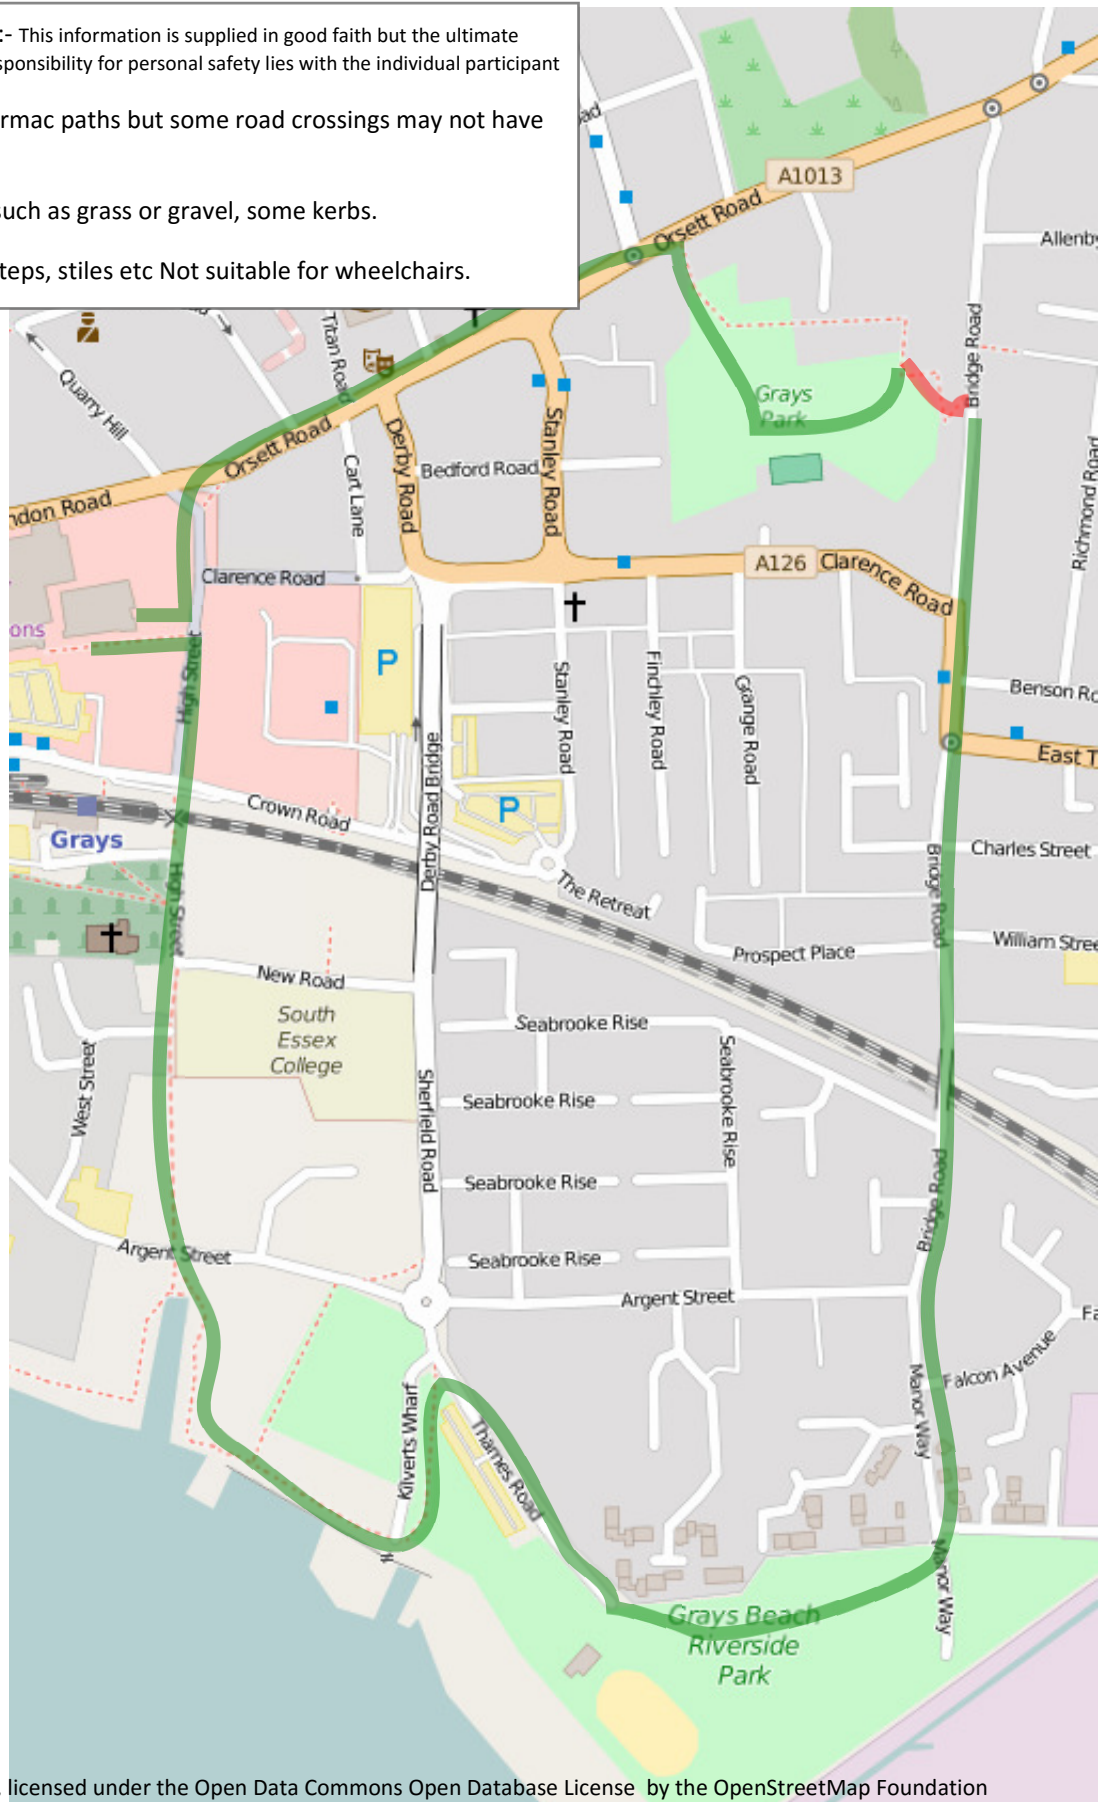 :- This information is supplied in good faith but the ultimate
sponsibility for personal safety lies with the individual participant
rmac paths but some road crossings may not have
such as grass or gravel, some kerbs.
teps, stiles etc Not suitable for wheelchairs.
ad
A1013
Orsett Road
Allenby
Titan Road
Bridge Road
Quarry Hill
Grays
Park
Orsett Road
Derby Road
Stanley Road
Bedford Road
Cart Lane
Richmond Road
ndon Road
A126
Clarence Road
Clarence Road
ons
High Street
P
Stanley Road
Finchley Road
Grange Road
Benson Ro
East T
Derby Road Bridge
Crown Road
P
Grays
Charles Street
Bridge Road
The Retreat
High Street
William Stree
Prospect Place
New Road
South
Essex
College
Seabrooke Rise
West Street
Sherfield Road
Seabrooke Rise
Seabrooke Rise
Seabrooke Rise
Bridge Road
Argent Street
Seabrooke Rise
Argent Street
Fa
Falcon Avenue
Manor Way
Kilverts Wharf
Thames Road
Manor Way
Grays Beach
Riverside
Park
licensed under the Open Data Commons Open Database License by the OpenStreetMap Foundation